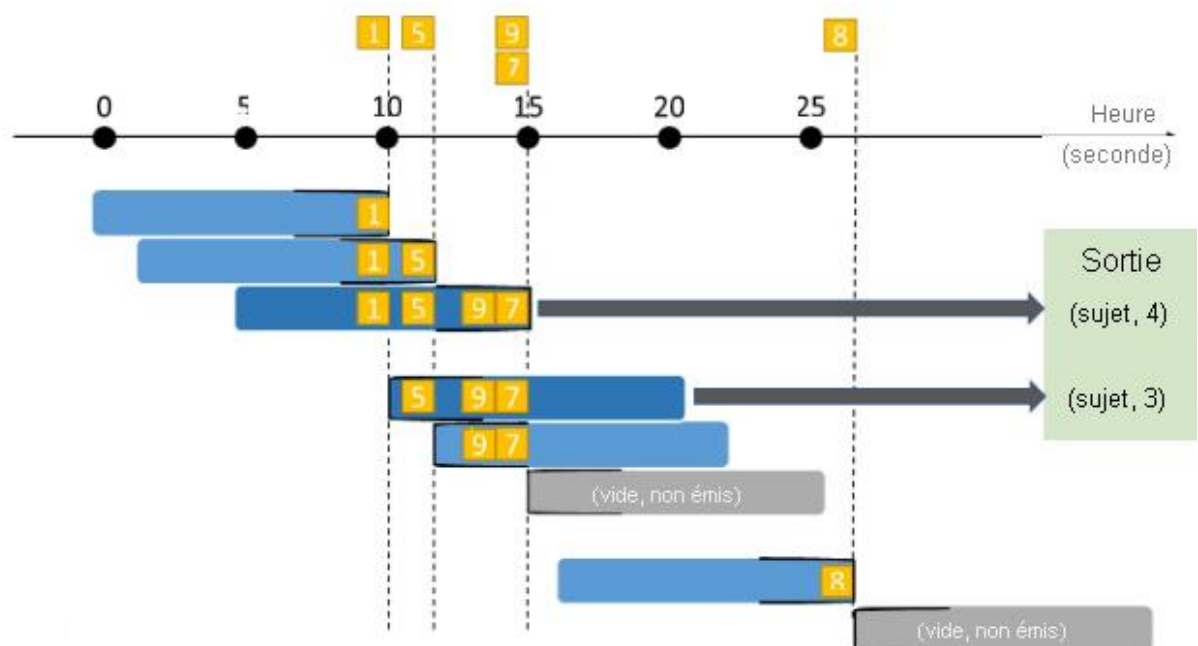 1 5 9 8
7
0 5 10 15 20 25 Heure
(seconde)
1
1 5
Sortie
1 5 9 7 (sujet, 4)
5 9 7 (sujet, 3)
9 7
(vide, non émis)
8
(vide, non émis)